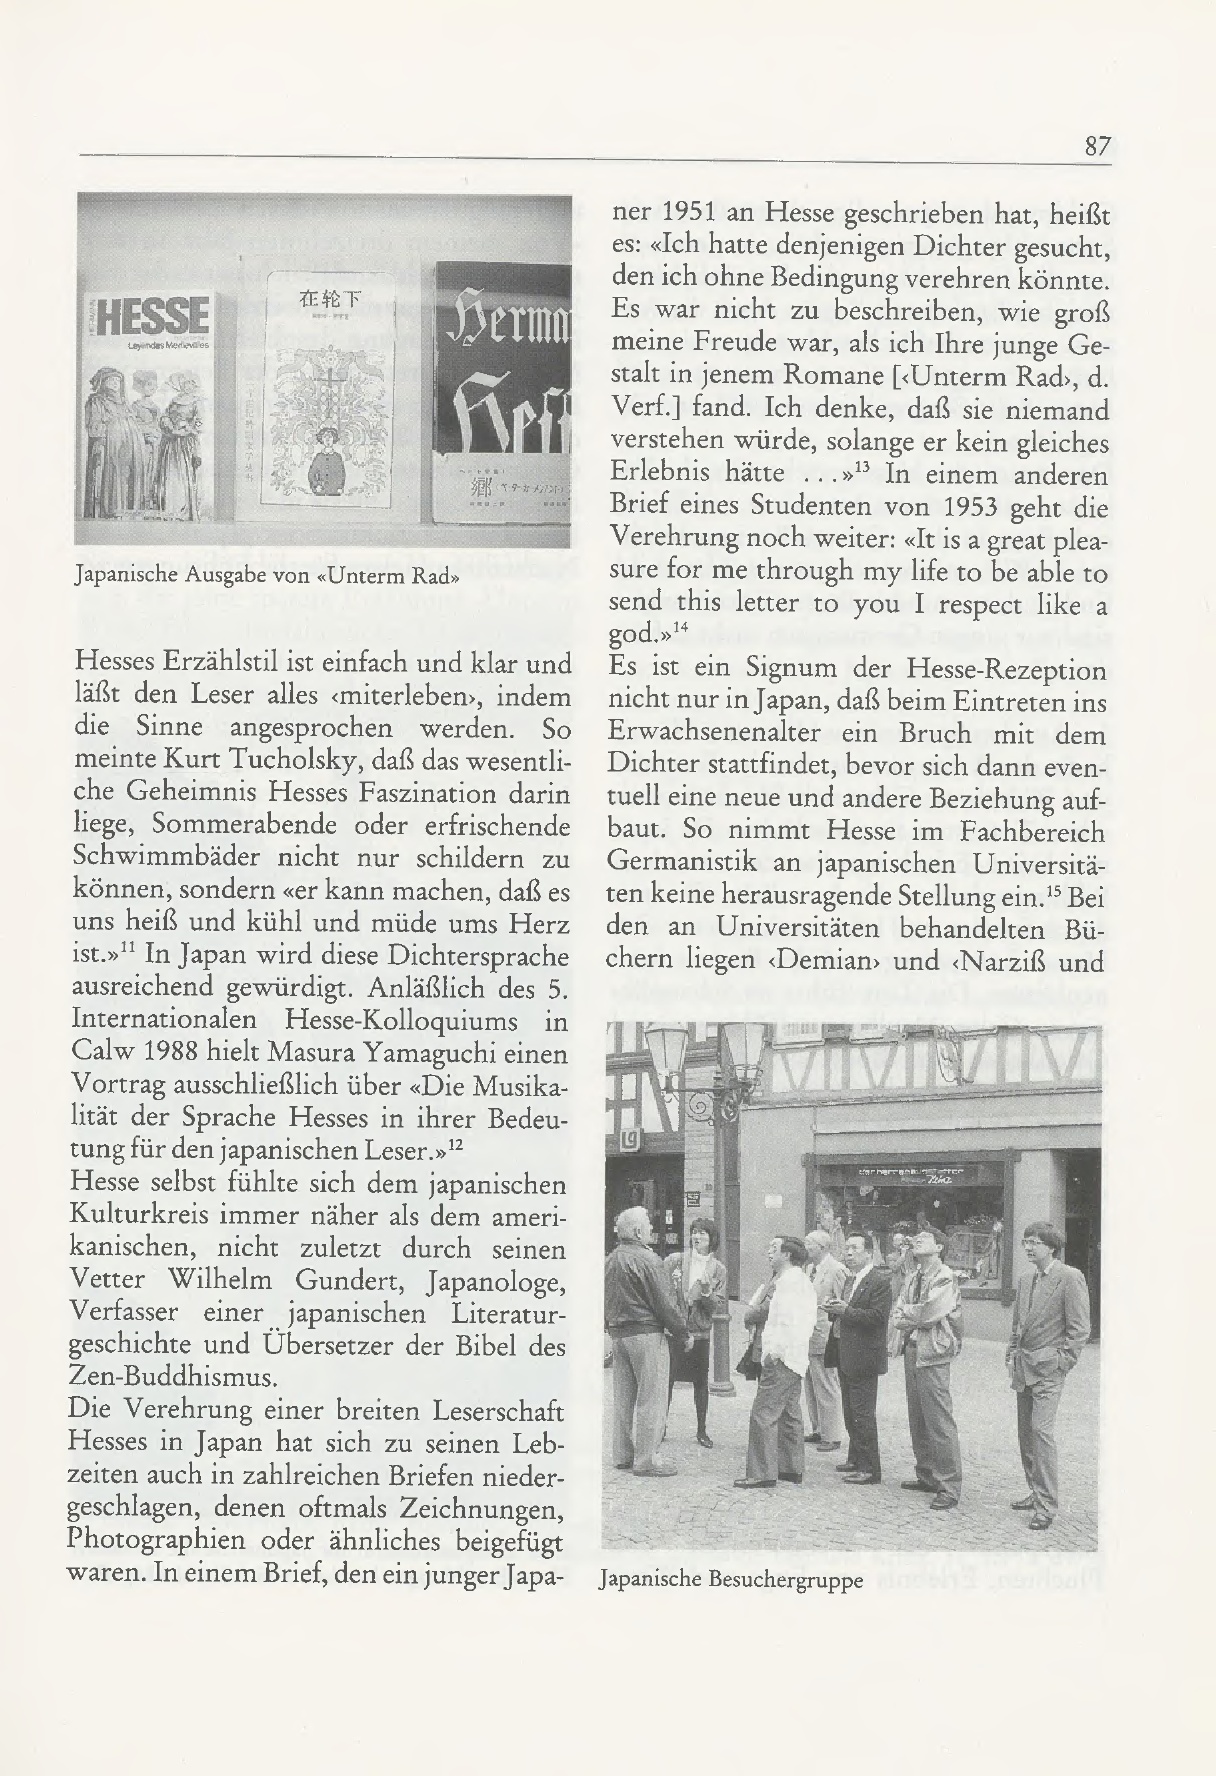 87
HESSE
Leyendas Medievales
在轮下
Herma
Hess
郷
Japanische Ausgabe von «Unterm Rad»
Hesses Erzählstil ist einfach und klar und
läßt den Leser alles ‹miterleben›, indem
die Sinne angesprochen werden. So
meinte Kurt Tucholsky, daß das wesentli-
che Geheimnis Hesses Faszination darin
liege, Sommerabende oder erfrischende
Schwimmbäder nicht nur schildern zu
können, sondern «er kann machen, daß es
uns heiß und kühl und müde ums Herz
ist.»¹¹ In Japan wird diese Dichtersprache
ausreichend gewürdigt. Anläßlich des 5.
Internationalen Hesse-Kolloquiums in
Calw 1988 hielt Masura Yamaguchi einen
Vortrag ausschließlich über «Die Musika-
lität der Sprache Hesses in ihrer Bedeu-
tung für den japanischen Leser.»¹²
Hesse selbst fühlte sich dem japanischen
Kulturkreis immer näher als dem ameri-
kanischen, nicht zuletzt durch seinen
Vetter Wilhelm Gundert, Japanologe,
Verfasser einer japanischen Literatur-
geschichte und Übersetzer der Bibel des
Zen-Buddhismus.
Die Verehrung einer breiten Leserschaft
Hesses in Japan hat sich zu seinen Leb-
zeiten auch in zahlreichen Briefen nieder-
geschlagen, denen oftmals Zeichnungen,
Photographien oder ähnliches beigefügt
waren. In einem Brief, den ein junger Japa-
ner 1951 an Hesse geschrieben hat, heißt
es: «Ich hatte denjenigen Dichter gesucht,
den ich ohne Bedingung verehren könnte.
Es war nicht zu beschreiben, wie groß
meine Freude war, als ich Ihre junge Ge-
stalt in jenem Romane [‹Unterm Rad›, d.
Verf.] fand. Ich denke, daß sie niemand
verstehen würde, solange er kein gleiches
Erlebnis hätte . . .»¹³ In einem anderen
Brief eines Studenten von 1953 geht die
Verehrung noch weiter: «It is a great plea-
sure for me through my life to be able to
send this letter to you I respect like a
god.»¹⁴
Es ist ein Signum der Hesse-Rezeption
nicht nur in Japan, daß beim Eintreten ins
Erwachsenenalter ein Bruch mit dem
Dichter stattfindet, bevor sich dann even-
tuell eine neue und andere Beziehung auf-
baut. So nimmt Hesse im Fachbereich
Germanistik an japanischen Universitä-
ten keine herausragende Stellung ein.¹⁵ Bei
den an Universitäten behandelten Bü-
chern liegen ‹Demian› und ‹Narziß und
19
Japanische Besuchergruppe